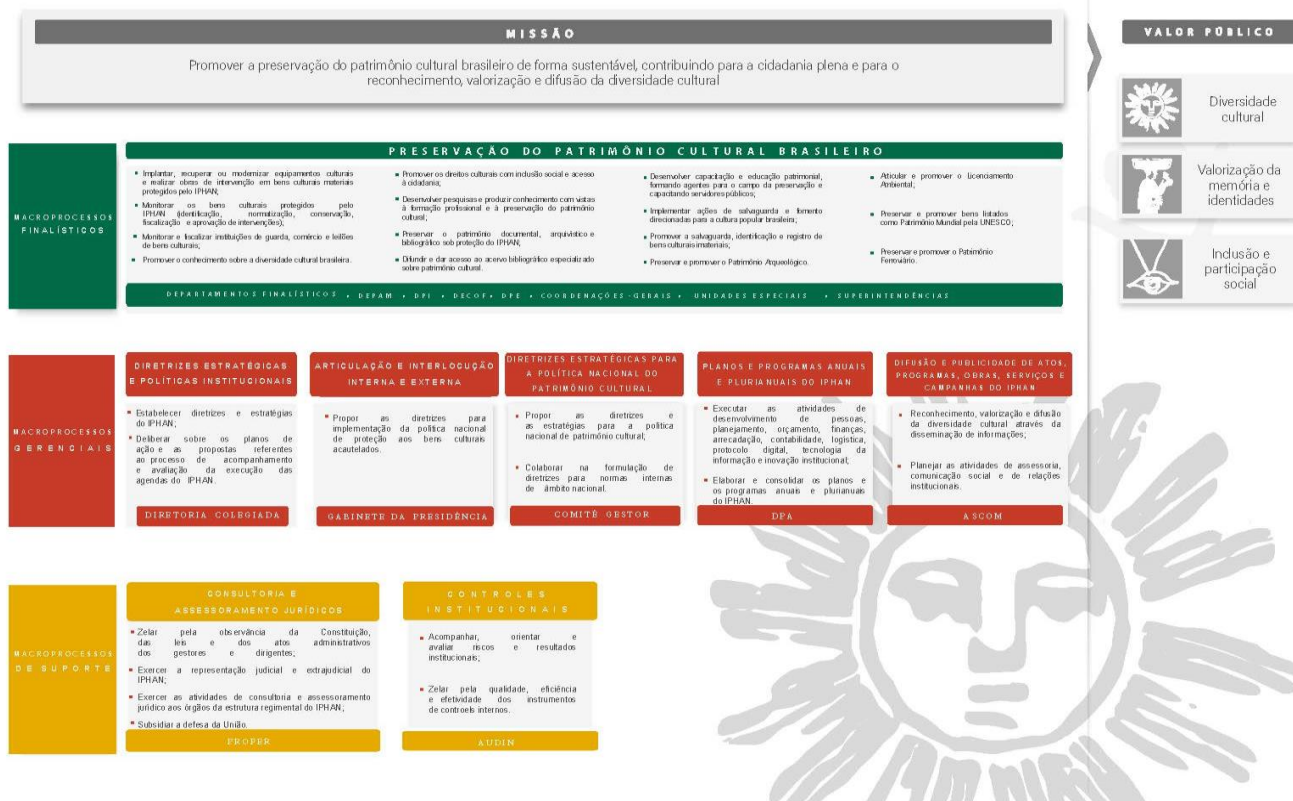 MISSÃO
Promover a preservação do patrimônio cultural brasileiro de forma sustentável, contribuindo para a cidadania plena e para o
reconhecimento, valorização e difusão da diversidade cultural
VALOR PÚBLICO
Diversidade
cultural
Valorização da
memória e
identidades
Inclusão e
participação
social
MACROPROCESSOS
FINALÍSTICOS
PRESERVAÇÃO DO PATRIMÔNIO CULTURAL BRASILEIRO
Implantar, recuperar ou modernizar equipamentos culturais
e realizar obras de intervenção em bens culturais materiais
protegidos pelo IPHAN;
Monitorar os bens culturais protegidos pelo
IPHAN (identificação, normatização, conservação,
fiscalização e aprovação de intervenções);
Monitorar e fiscalizar instituições de guarda, comércio e leilões
de bens culturais;
Promover o conhecimento sobre a diversidade cultural brasileira.
Promover os direitos culturais com inclusão social e acesso
à cidadania;
Desenvolver pesquisas e produzir conhecimento com vistas
à formação profissional e à preservação do patrimônio
cultural;
Preservar o patrimônio documental, arquivístico e
bibliográfico sob proteção do IPHAN;
Difundir e dar acesso ao acervo bibliográfico especializado
sobre patrimônio cultural.
Desenvolver capacitação e educação patrimonial,
formando agentes para o campo da preservação e
capacitando servidores públicos;
Implementar ações de salvaguarda e fomento
direcionadas para a cultura popular brasileira;
Promover a salvaguarda, identificação e registro de
bens culturais imateriais;
Preservar e promover o Patrimônio Arqueológico.
Articular e promover o Licenciamento
Ambiental;
Preservar e promover bens listados
como Patrimônio Mundial pela UNESCO;
Preservar e promover o Patrimônio
Ferroviário.
DEPARTAMENTOS FINALÍSTICOS • DEPAM • DPI • DECOF • DPE • COORDENAÇÕES-GERAIS • UNIDADES ESPECIAIS • SUPERINTENDÊNCIAS
MACROPROCESSOS
GERENCIAIS
DIRETRIZES ESTRATÉGICAS
E POLÍTICAS INSTITUCIONAIS
Estabelecer diretrizes e estratégias
do IPHAN;
Deliberar sobre os planos de
ação e as propostas referentes
ao processo de acompanhamento
e avaliação da execução das
agendas do IPHAN.
DIRETORIA COLEGIADA
ARTICULAÇÃO E INTERLOCUÇÃO
INTERNA E EXTERNA
Propor as diretrizes para
implementação da política nacional
de proteção aos bens culturais
acautelados.
GABINETE DA PRESIDÊNCIA
DIRETRIZES ESTRATÉGICAS PARA
A POLÍTICA NACIONAL DO
PATRIMÔNIO CULTURAL
Propor as diretrizes e
as estratégias para a política
nacional de patrimônio cultural;
Colaborar na formulação de
diretrizes para normas internas
de âmbito nacional.
COMITÊ GESTOR
PLANOS E PROGRAMAS ANUAIS
E PLURIANUAIS DO IPHAN
Executar as atividades de
desenvolvimento de pessoas,
planejamento, orçamento, finanças,
arrecadação, contabilidade, logística,
protocolo digital, tecnologia da
informação e inovação institucional;
Elaborar e consolidar os planos e
os programas anuais e plurianuais
do IPHAN.
DPA
DIFUSÃO E PUBLICIDADE DE ATOS,
PROGRAMAS, OBRAS, SERVIÇOS E
CAMPANHAS DO IPHAN
Reconhecimento, valorização e difusão
da diversidade cultural através da
disseminação de informações;
Planejar as atividades de assessoria,
comunicação social e de relações
institucionais.
ASCOM
MACROPROCESSOS
DE SUPORTE
CONSULTORIA E
ASSESSORAMENTO JURÍDICOS
Zelar pela observância da Constituição,
das leis e dos atos administrativos
dos gestores e dirigentes;
Exercer a representação judicial e extrajudicial do
IPHAN;
Exercer as atividades de consultoria e assessoramento
jurídico aos órgãos da estrutura regimental do IPHAN;
Subsidiar a defesa da União.
PROFER
CONTROLES
INSTITUCIONAIS
Acompanhar, orientar e
avaliar riscos e resultados
institucionais;
Zelar pela qualidade, eficiência
e efetividade dos instrumentos
de controels internos.
AUDIN